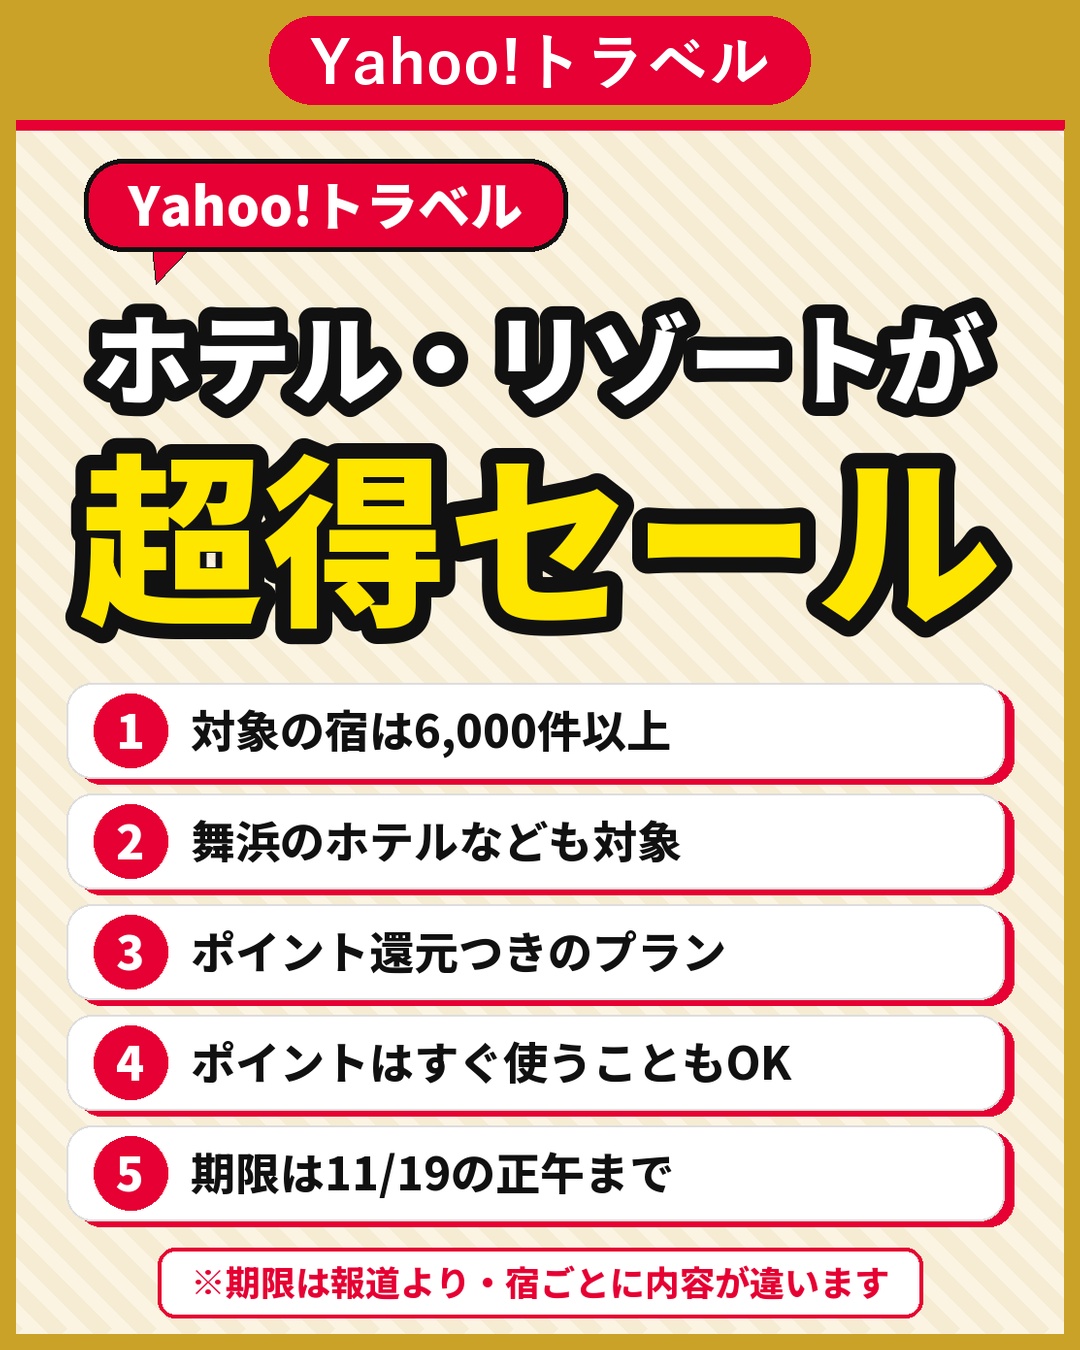 Yahoo!トラベル
Yahoo!トラベル
ホテル・リゾートが
超得セール
1 対象の宿は6,000件以上
2 舞浜のホテルなども対象
3 ポイント還元つきのプラン
4 ポイントはすぐ使うこともOK
5 期限は11/19の正午まで
※期限は報道より・宿ごとに内容が違います